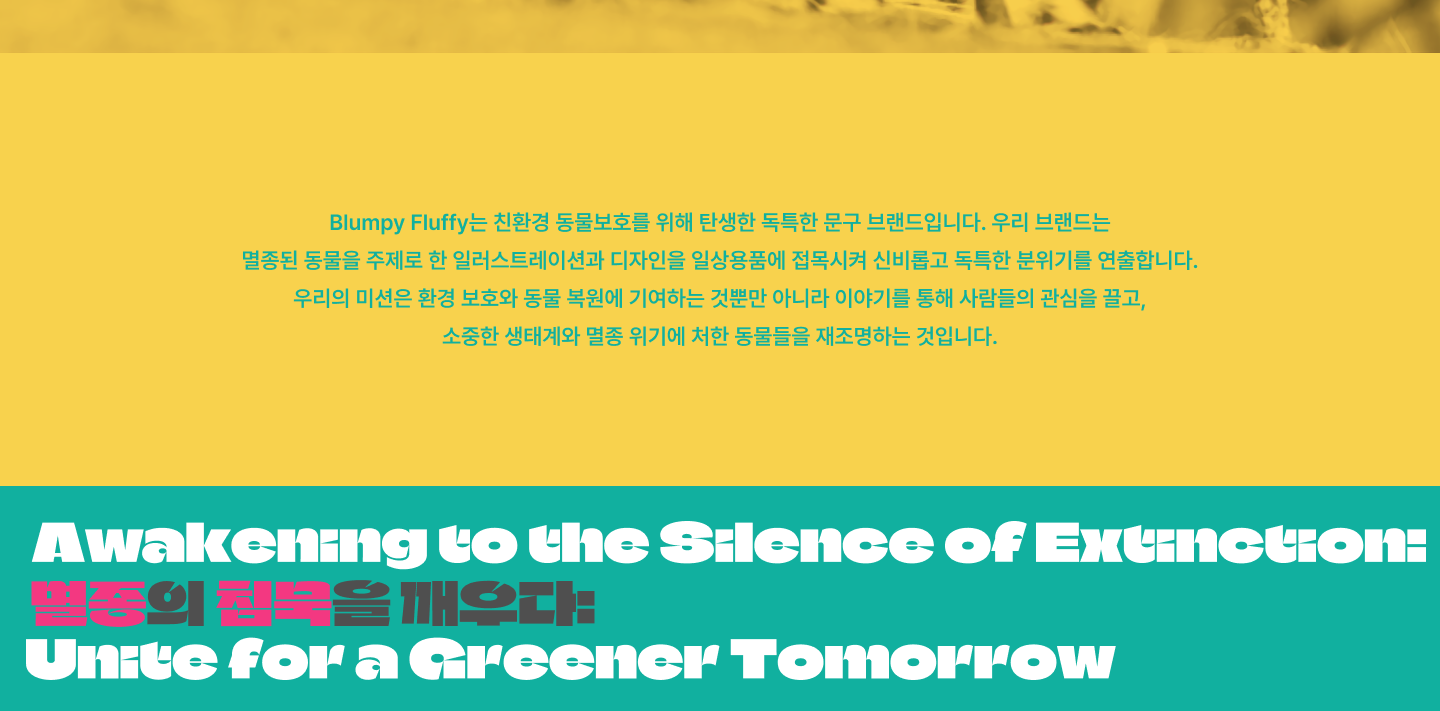 Blumpy Fluffy는 친환경 동물보호를 위해 탄생한 독특한 문구 브랜드입니다. 우리 브랜드는
멸종된 동물을 주제로 한 일러스트레이션과 디자인을 일상용품에 접목시켜 신비롭고 독특한 분위기를 연출합니다.
우리의 미션은 환경 보호와 동물 복원에 기여하는 것뿐만 아니라 이야기를 통해 사람들의 관심을 끌고,
소중한 생태계와 멸종 위기에 처한 동물들을 재조명하는 것입니다.
Awakening to the Silence of Extinction:
멸종의 침묵을 깨우다:
Unite for a Greener Tomorrow